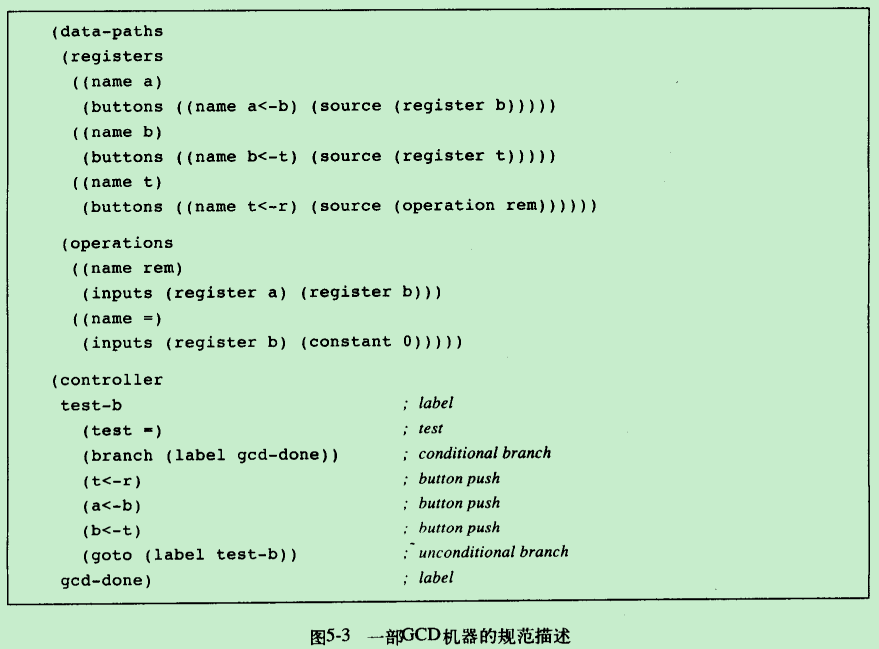 (data-paths
(registers
((name a)
(buttons ((name a<-b) (source (register b)))))
((name b)
(buttons ((name b<-t) (source (register t)))))
((name t)
(buttons ((name t<-r) (source (operation rem))))))
(operations
((name rem)
(inputs (register a) (register b)))
((name =)
(inputs (register b) (constant 0)))))
(controller
test-b ; label
(test =) ; test
(branch (label gcd-done)) ; conditional branch
(t<-r) ; button push
(a<-b) ; button push
(b<-t) ; button push
(goto (label test-b)) ; unconditional branch
gcd-done) ; label
图5-3 一部GCD机器的规范描述